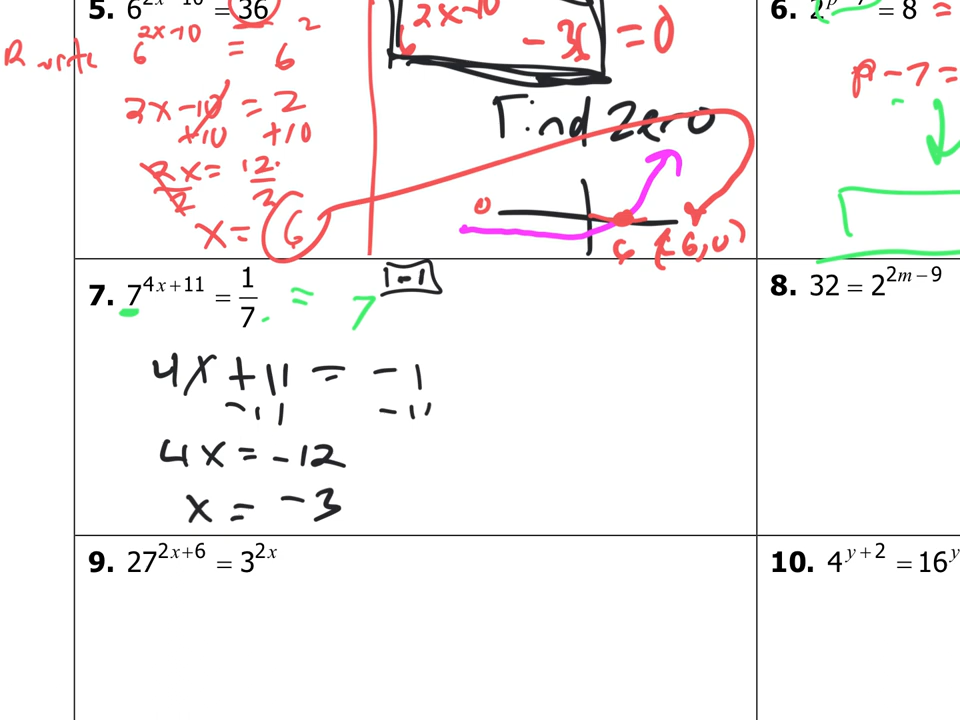 5. 6^{2x-10} = 36
6^{2x-10} = 6^2
2x-10 = 2
+10 +10
2x = 12
2 2
x = 6
6^{2x-10} - 36 = 0
Find Zero
6 (6,0)
6. 2^{p-7} = 8 =
p-7 =
7. 7^{4x+11} = 1/7 = 7^{-1}
4x+11 = -1
-11 -11
4x = -12
x = -3
8. 32 = 2^{2m-9}
9. 27^{2x+6} = 3^{2x}
10. 4^{y+2} = 16^y